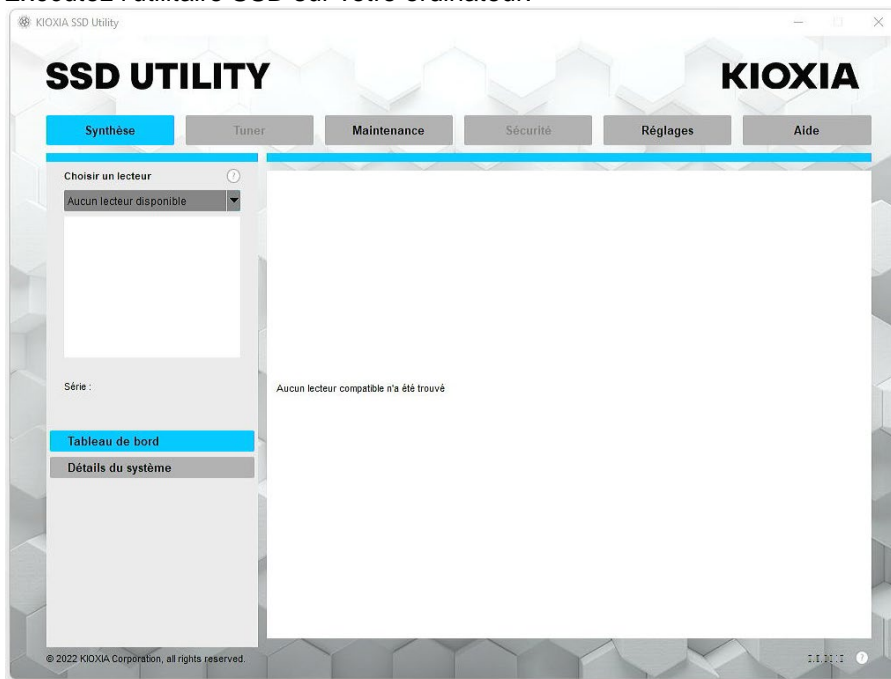 Exécutez l'utilitaire SSD sur votre ordinateur.
KIOXIA SSD Utility
SSD UTILITY
KIOXIA
Synthèse
Tuner
Maintenance
Sécurité
Réglages
Aide
Choisir un lecteur
Aucun lecteur disponible
Série :
Aucun lecteur compatible n'a été trouvé
Tableau de bord
Détails du système
© 2022 KIOXIA Corporation, all rights reserved.